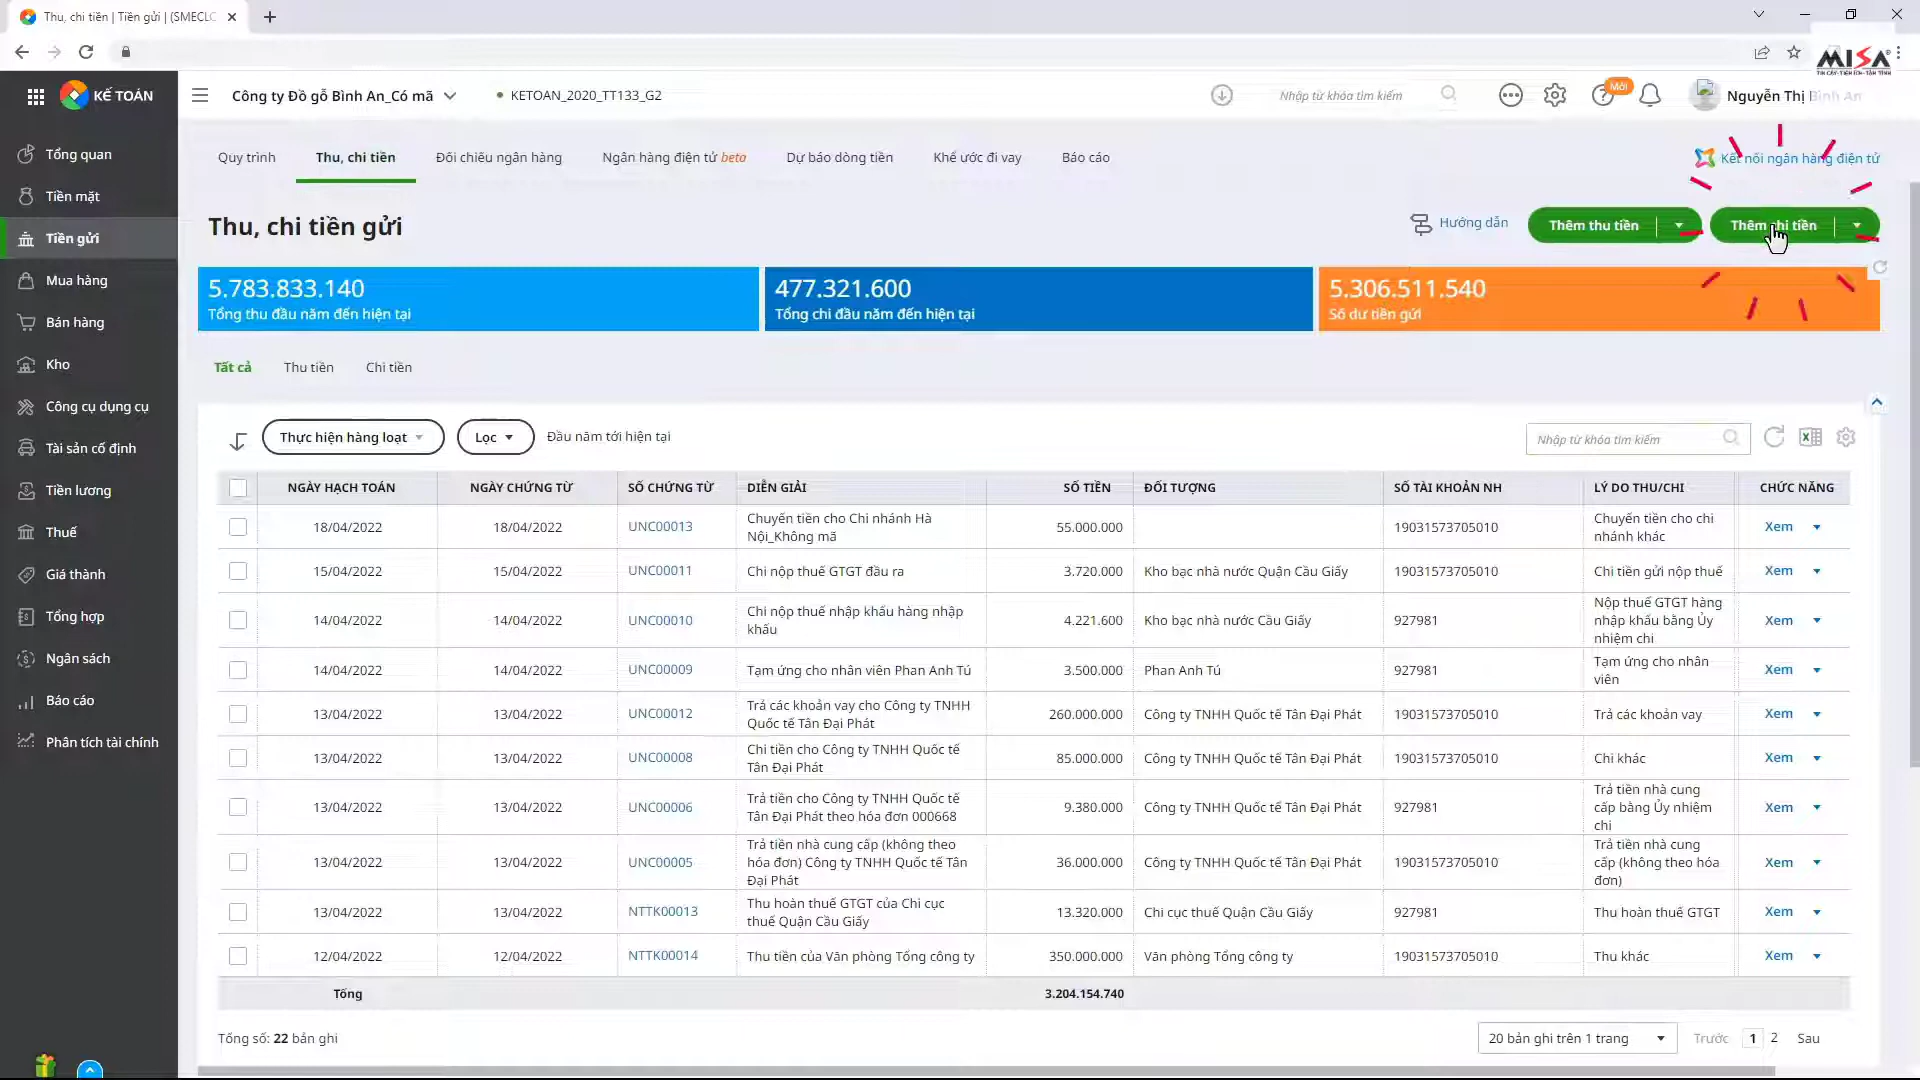 Thu, chi tiền | Tiền gửi | (SMECLC
MISA
TIN CẬY - TIỆN ÍCH - TẬN TÌNH
KẾ TOÁN
Công ty Đồ gỗ Bình An_Có mã
KETOAN_2020_TT133_G2
Nhập từ khóa tìm kiếm
Mới
Nguyễn Thị Bình An
Tổng quan
Tiền mặt
Tiền gửi
Mua hàng
Bán hàng
Kho
Công cụ dụng cụ
Tài sản cố định
Tiền lương
Thuế
Giá thành
Tổng hợp
Ngân sách
Báo cáo
Phân tích tài chính
Quy trình
Thu, chi tiền
Đối chiếu ngân hàng
Ngân hàng điện tử beta
Dự báo dòng tiền
Khế ước đi vay
Báo cáo
Kết nối ngân hàng điện tử
Thu, chi tiền gửi
Hướng dẫn
Thêm thu tiền
Thêm chi tiền
5.783.833.140
Tổng thu đầu năm đến hiện tại
477.321.600
Tổng chi đầu năm đến hiện tại
5.306.511.540
Số dư tiền gửi
Tất cả
Thu tiền
Chi tiền
Thực hiện hàng loạt
Lọc
Đầu năm tới hiện tại
Nhập từ khóa tìm kiếm
NGÀY HẠCH TOÁN NGÀY CHỨNG TỪ SỐ CHỨNG TỪ DIỄN GIẢI SỐ TIỀN ĐỐI TƯỢNG SỐ TÀI KHOẢN NH LÝ DO THU/CHI CHỨC NĂNG
18/04/2022 18/04/2022 UNC00013 Chuyển tiền cho Chi nhánh Hà
Nội_Không mã
55.000.000 19031573705010 Chuyển tiền cho chi
nhánh khác
Xem
15/04/2022 15/04/2022 UNC00011 Chi nộp thuế GTGT đầu ra 3.720.000 Kho bạc nhà nước Quận Cầu Giấy 19031573705010 Chi tiền gửi nộp thuế Xem
14/04/2022 14/04/2022 UNC00010 Chi nộp thuế nhập khẩu hàng nhập
khẩu
4.221.600 Kho bạc nhà nước Cầu Giấy 927981 Nộp thuế GTGT hàng
nhập khẩu bằng Ủy
nhiệm chi
Xem
14/04/2022 14/04/2022 UNC00009 Tạm ứng cho nhân viên Phan Anh Tú 3.500.000 Phan Anh Tú 927981 Tạm ứng cho nhân
viên
Xem
13/04/2022 13/04/2022 UNC00012 Trả các khoản vay cho Công ty TNHH
Quốc tế Tân Đại Phát
260.000.000 Công ty TNHH Quốc tế Tân Đại Phát 19031573705010 Trả các khoản vay Xem
13/04/2022 13/04/2022 UNC00008 Chi tiền cho Công ty TNHH Quốc tế
Tân Đại Phát
85.000.000 Công ty TNHH Quốc tế Tân Đại Phát 19031573705010 Chi khác Xem
13/04/2022 13/04/2022 UNC00006 Trả tiền cho Công ty TNHH Quốc tế
Tân Đại Phát theo hóa đơn 000668
9.380.000 Công ty TNHH Quốc tế Tân Đại Phát 927981 Trả tiền nhà cung
cấp bằng Ủy nhiệm
chi
Xem
13/04/2022 13/04/2022 UNC00005 Trả tiền nhà cung cấp (không theo
hóa đơn) Công ty TNHH Quốc tế Tân
Đại Phát
36.000.000 Công ty TNHH Quốc tế Tân Đại Phát 19031573705010 Trả tiền nhà cung
cấp (không theo hóa
đơn)
Xem
13/04/2022 13/04/2022 NTTK00013 Thu hoàn thuế GTGT của Chi cục
thuế Quận Cầu Giấy
13.320.000 Chi cục thuế Quận Cầu Giấy 927981 Thu hoàn thuế GTGT Xem
12/04/2022 12/04/2022 NTTK00014 Thu tiền của Văn phòng Tổng công ty 350.000.000 Văn phòng Tổng công ty 19031573705010 Thu khác Xem
Tổng 3.204.154.740
Tổng số: 22 bản ghi
20 bản ghi trên 1 trang
Trước 1 2 Sau